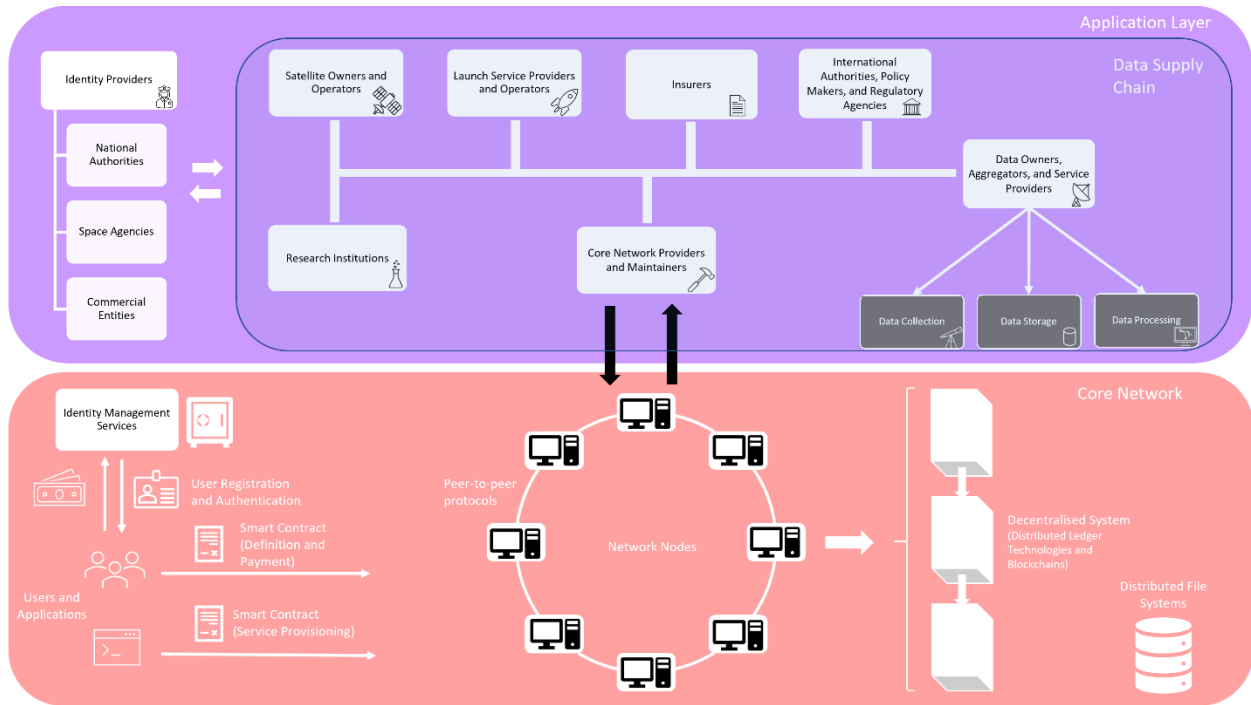 Application Layer
Data Supply
Chain
Identity Providers
National
Authorities
Space Agencies
Commercial
Entities
Satellite Owners and
Operators
Launch Service Providers
and Operators
Insurers
International
Authorities, Policy
Makers, and Regulatory
Agencies
Data Owners,
Aggregators, and Service
Providers
Research Institutions
Core Network Providers
and Maintainers
Data Collection
Data Storage
Data Processing
Core Network
Identity Management
Services
User Registration
and Authentication
Smart Contract
(Definition and
Payment)
Users and
Applications
Smart Contract
(Service Provisioning)
Peer-to-peer
protocols
Network Nodes
Decentralised System
(Distributed Ledger
Technologies and
Blockchains)
Distributed File
Systems